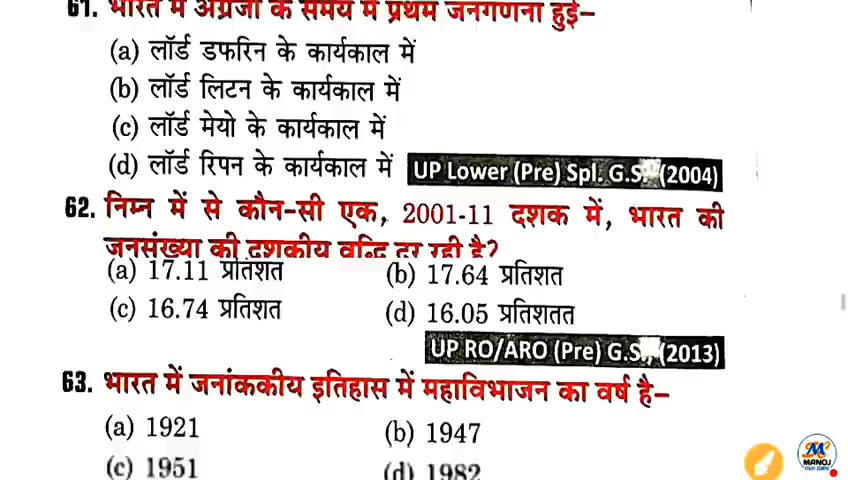 61. भारत में अंग्रेजों के समय में प्रथम जनगणना हुई–
(a) लॉर्ड डफरिन के कार्यकाल में
(b) लॉर्ड लिटन के कार्यकाल में
(c) लॉर्ड मेयो के कार्यकाल में
(d) लॉर्ड रिपन के कार्यकाल में UP Lower (Pre) Spl. G.S. (2004)
62. निम्न में से कौन-सी एक, 2001-11 दशक में, भारत की
जनसंख्या की दशकीय वृद्धि दर रही है?
(a) 17.11 प्रतिशत (b) 17.64 प्रतिशत
(c) 16.74 प्रतिशत (d) 16.05 प्रतिशतत
UP RO/ARO (Pre) G.S., (2013)
63. भारत में जनांककीय इतिहास में महाविभाजन का वर्ष है–
(a) 1921 (b) 1947
(c) 1951 (d) 1982
MANOJ